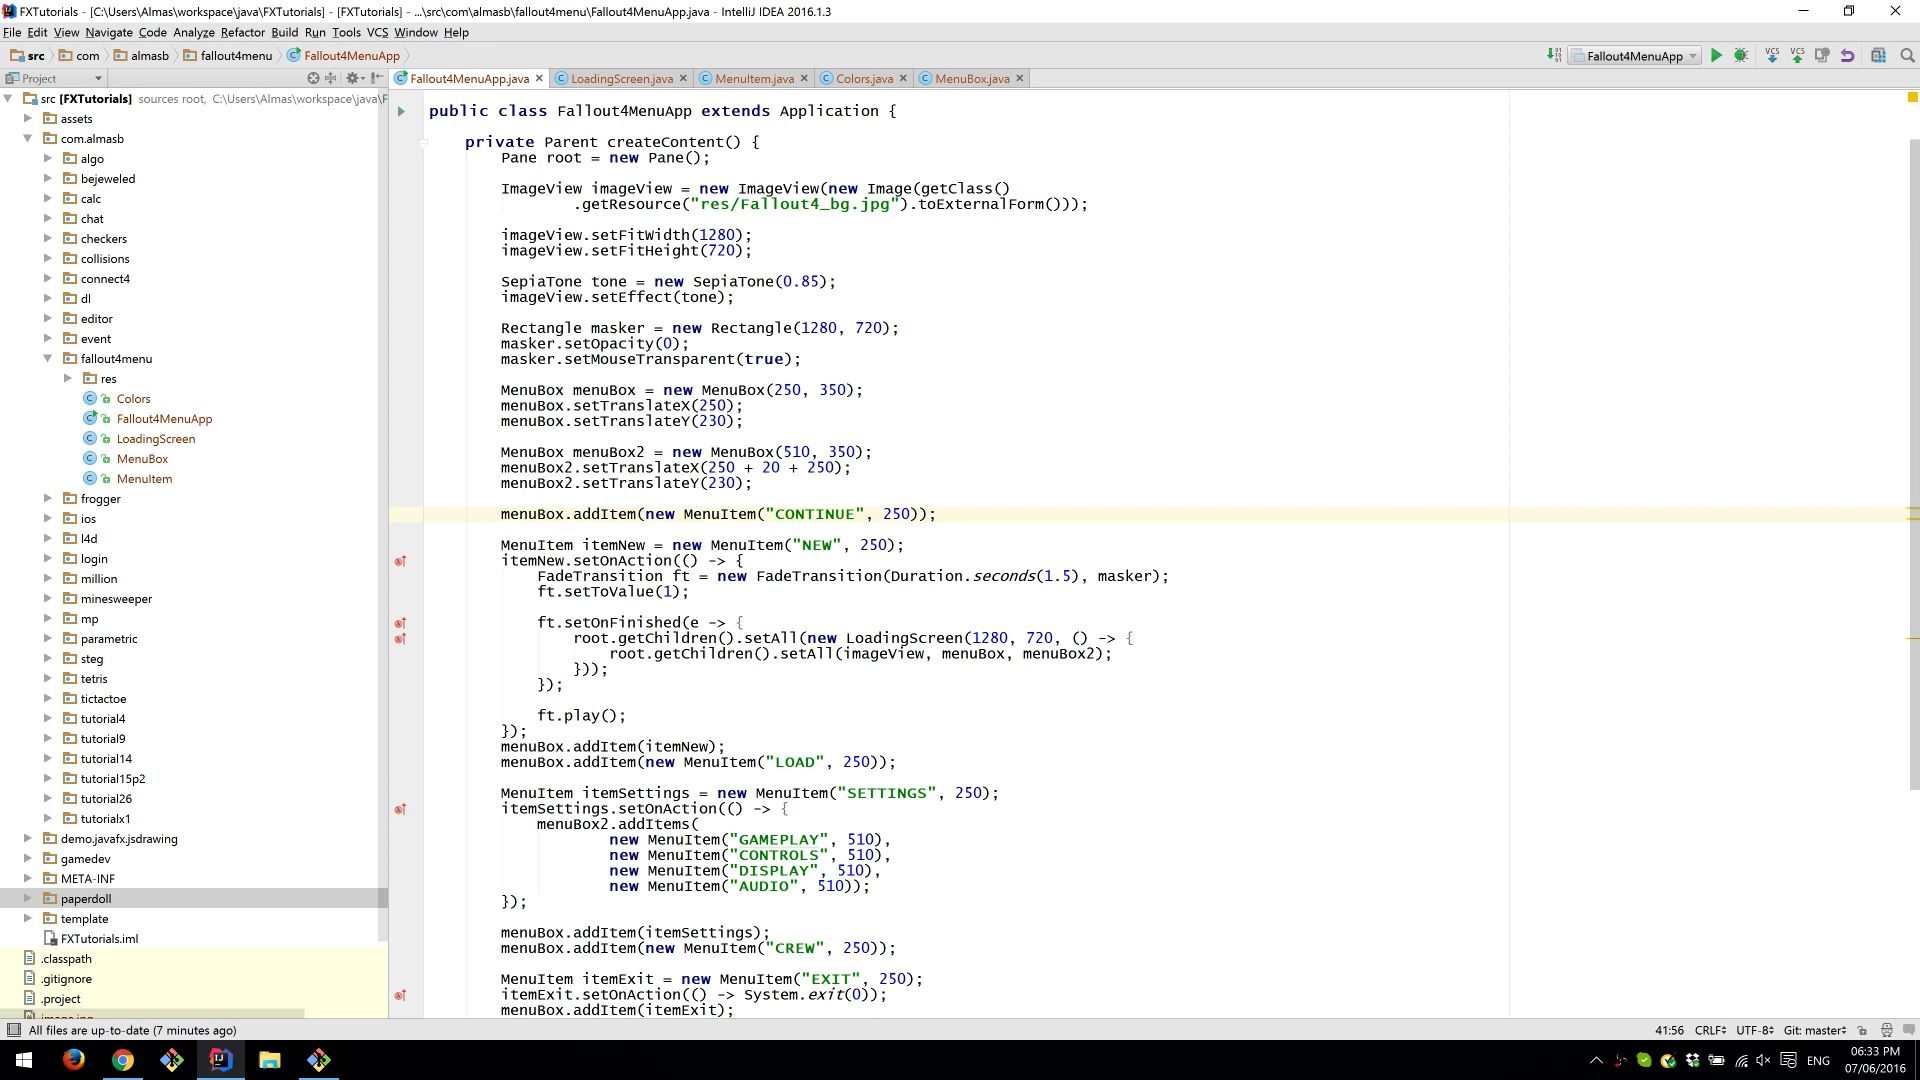 FXTutorials - [C:\Users\Almas\workspace\java\FXTutorials] - [FXTutorials] - ...\src\com\almasb\fallout4menu\Fallout4MenuApp.java - IntelliJ IDEA 2016.1.3
File Edit View Navigate Code Analyze Refactor Build Run Tools VCS Window Help
src com almasb fallout4menu Fallout4MenuApp
Fallout4MenuApp
VCS VCS
Project
Fallout4MenuApp.java LoadingScreen.java MenuItem.java Colors.java MenuBox.java
src [FXTutorials] sources root, C:\Users\Almas\workspace\java\F
assets
com.almasb
algo
bejeweled
calc
chat
checkers
collisions
connect4
dl
editor
event
fallout4menu
res
Colors
Fallout4MenuApp
LoadingScreen
MenuBox
MenuItem
frogger
ios
l4d
login
million
minesweeper
mp
parametric
steg
tetris
tictactoe
tutorial4
tutorial9
tutorial14
tutorial15p2
tutorial26
tutorialx1
demo.javafx.jsdrawing
gamedev
META-INF
paperdoll
template
FXTutorials.iml
.classpath
.gitignore
.project
public class Fallout4MenuApp extends Application {
private Parent createContent() {
Pane root = new Pane();
ImageView imageView = new ImageView(new Image(getClass()
.getResource("res/Fallout4_bg.jpg").toExternalForm()));
imageView.setFitWidth(1280);
imageView.setFitHeight(720);
SepiaTone tone = new SepiaTone(0.85);
imageView.setEffect(tone);
Rectangle masker = new Rectangle(1280, 720);
masker.setOpacity(0);
masker.setMouseTransparent(true);
MenuBox menuBox = new MenuBox(250, 350);
menuBox.setTranslateX(250);
menuBox.setTranslateY(230);
MenuBox menuBox2 = new MenuBox(510, 350);
menuBox2.setTranslateX(250 + 20 + 250);
menuBox2.setTranslateY(230);
menuBox.addItem(new MenuItem("CONTINUE", 250));
MenuItem itemNew = new MenuItem("NEW", 250);
itemNew.setOnAction(() -> {
FadeTransition ft = new FadeTransition(Duration.seconds(1.5), masker);
ft.setToValue(1);
ft.setOnFinished(e -> {
root.getChildren().setAll(new LoadingScreen(1280, 720, () -> {
root.getChildren().setAll(imageView, menuBox, menuBox2);
}));
});
ft.play();
});
menuBox.addItem(itemNew);
menuBox.addItem(new MenuItem("LOAD", 250));
MenuItem itemSettings = new MenuItem("SETTINGS", 250);
itemSettings.setOnAction(() -> {
menuBox2.addItems(
new MenuItem("GAMEPLAY", 510),
new MenuItem("CONTROLS", 510),
new MenuItem("DISPLAY", 510),
new MenuItem("AUDIO", 510));
});
menuBox.addItem(itemSettings);
menuBox.addItem(new MenuItem("CREW", 250));
MenuItem itemExit = new MenuItem("EXIT", 250);
itemExit.setOnAction(() -> System.exit(0));
menuBox.addItem(itemExit);
All files are up-to-date (7 minutes ago)
41:56 CRLF UTF-8 Git: master
ENG
06:33 PM
07/06/2016